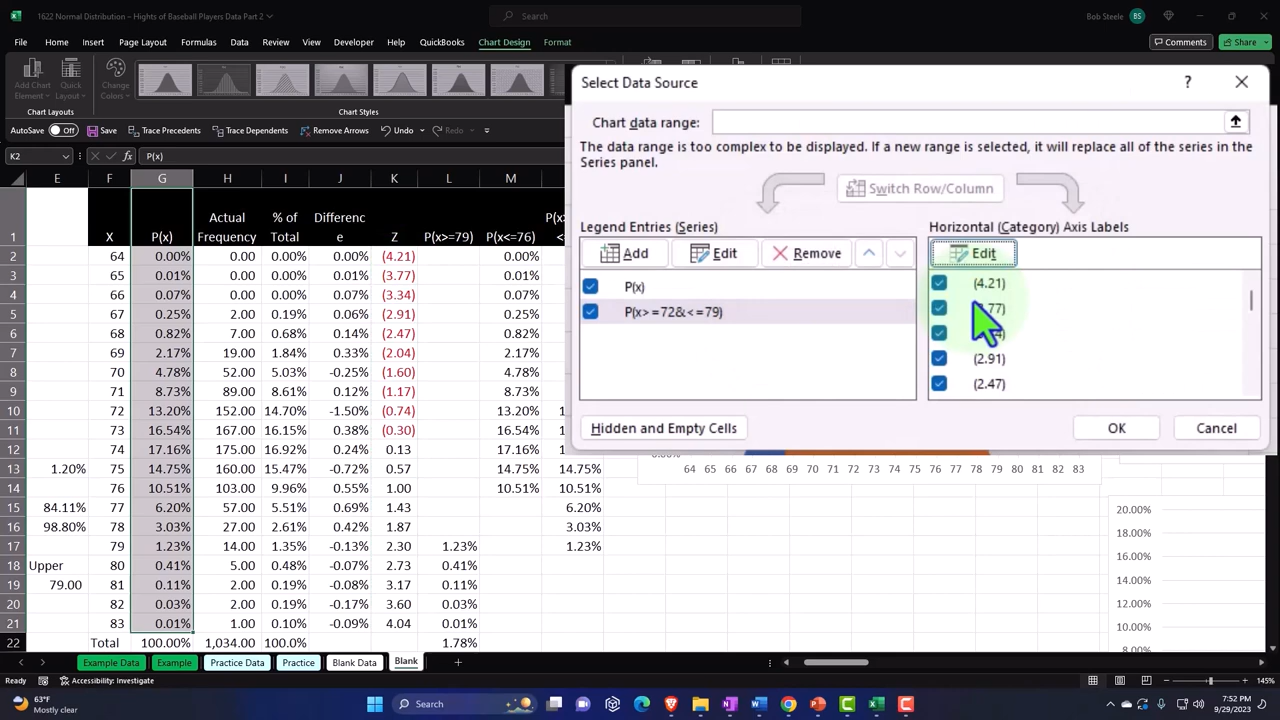 1622 Normal Distribution – Hights of Baseball Players Data Part 2
Search
Bob Steele BS
File Home Insert Page Layout Formulas Data Review View Developer Help QuickBooks Chart Design Format
Comments Share
Add Chart Element Quick Layout Change Colors
Chart Layouts Chart Styles
AutoSave Off Save Trace Precedents Trace Dependents Remove Arrows Undo Redo
K2 fx P(x)
E F G H I J K L M
1 X P(x) Actual Frequency % of Total Differenc e Z P(x>=79) P(x<=76)
2 64 0.00% 0.00 0.00% 0.00% (4.21) 0.00%
3 65 0.01% 0.00 0.00% 0.01% (3.77) 0.01%
4 66 0.07% 0.00 0.00% 0.07% (3.34) 0.07%
5 67 0.25% 2.00 0.19% 0.06% (2.91) 0.25%
6 68 0.82% 7.00 0.68% 0.14% (2.47) 0.82%
7 69 2.17% 19.00 1.84% 0.33% (2.04) 2.17%
8 70 4.78% 52.00 5.03% -0.25% (1.60) 4.78%
9 71 8.73% 89.00 8.61% 0.12% (1.17) 8.73%
10 72 13.20% 152.00 14.70% -1.50% (0.74) 13.20%
11 73 16.54% 167.00 16.15% 0.38% (0.30) 16.54%
12 74 17.16% 175.00 16.92% 0.24% 0.13
13 1.20% 75 14.75% 160.00 15.47% -0.72% 0.57 14.75% 14.75%
14 76 10.51% 103.00 9.96% 0.55% 1.00 10.51% 10.51%
15 84.11% 77 6.20% 57.00 5.51% 0.69% 1.43 6.20%
16 98.80% 78 3.03% 27.00 2.61% 0.42% 1.87 3.03%
17 79 1.23% 14.00 1.35% -0.13% 2.30 1.23% 1.23%
18 Upper 80 0.41% 5.00 0.48% -0.07% 2.73 0.41%
19 79.00 81 0.11% 2.00 0.19% -0.08% 3.17 0.11%
20 82 0.03% 2.00 0.19% -0.17% 3.60 0.03%
21 83 0.01% 1.00 0.10% -0.09% 4.04 0.01%
22 Total 100.00% 1,034.00 100.0% 1.78%
Select Data Source ?
Chart data range:
The data range is too complex to be displayed. If a new range is selected, it will replace all of the series in the
Series panel.
Switch Row/Column
Legend Entries (Series) Horizontal (Category) Axis Labels
Add Edit Remove Edit
P(x)
P(x>=72&<=79)
(4.21)
(2.91)
(2.47)
Hidden and Empty Cells OK Cancel
64 65 66 67 68 69 70 71 72 73 74 75 76 77 78 79 80 81 82 83
20.00%
18.00%
16.00%
14.00%
12.00%
10.00%
8.00%
Example Data Example Practice Data Practice Blank Data Blank
Ready Accessibility: Investigate 145%
63°F
Mostly clear
Search
7:52 PM
9/29/2023